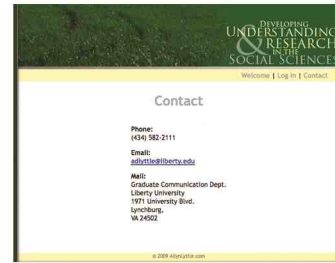 DEVELOPING
UNDERSTANDING
& RESEARCH
IN THE
SOCIAL SCIENCES
Welcome | Log in | Contact
Contact
Phone:
(434) 582-2111
Email:
adlyttle@liberty.edu
Mail:
Graduate Communication Dept.
Liberty University
1971 University Blvd.
Lynchburg,
VA 24502
© 2009 AllynLyttle.com